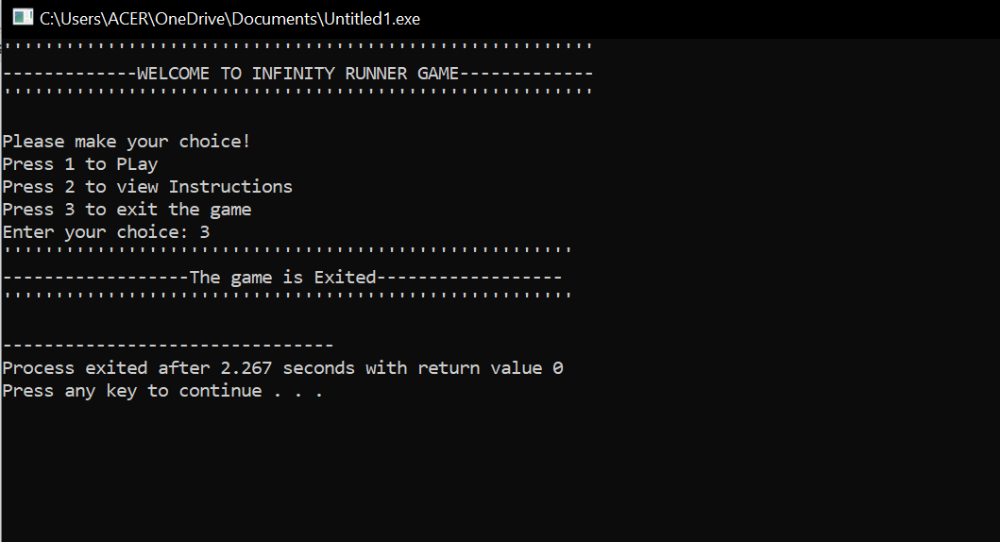 C:\Users\ACER\OneDrive\Documents\Untitled1.exe
'''''''''''''''''''''''''''''''''''''''''''''''''''''''''
-------------WELCOME TO INFINITY RUNNER GAME-------------
'''''''''''''''''''''''''''''''''''''''''''''''''''''''''
Please make your choice!
Press 1 to PLay
Press 2 to view Instructions
Press 3 to exit the game
Enter your choice: 3
'''''''''''''''''''''''''''''''''''''''''''''''''''''''
------------------The game is Exited------------------
'''''''''''''''''''''''''''''''''''''''''''''''''''''''
--------------------------------
Process exited after 2.267 seconds with return value 0
Press any key to continue . . .